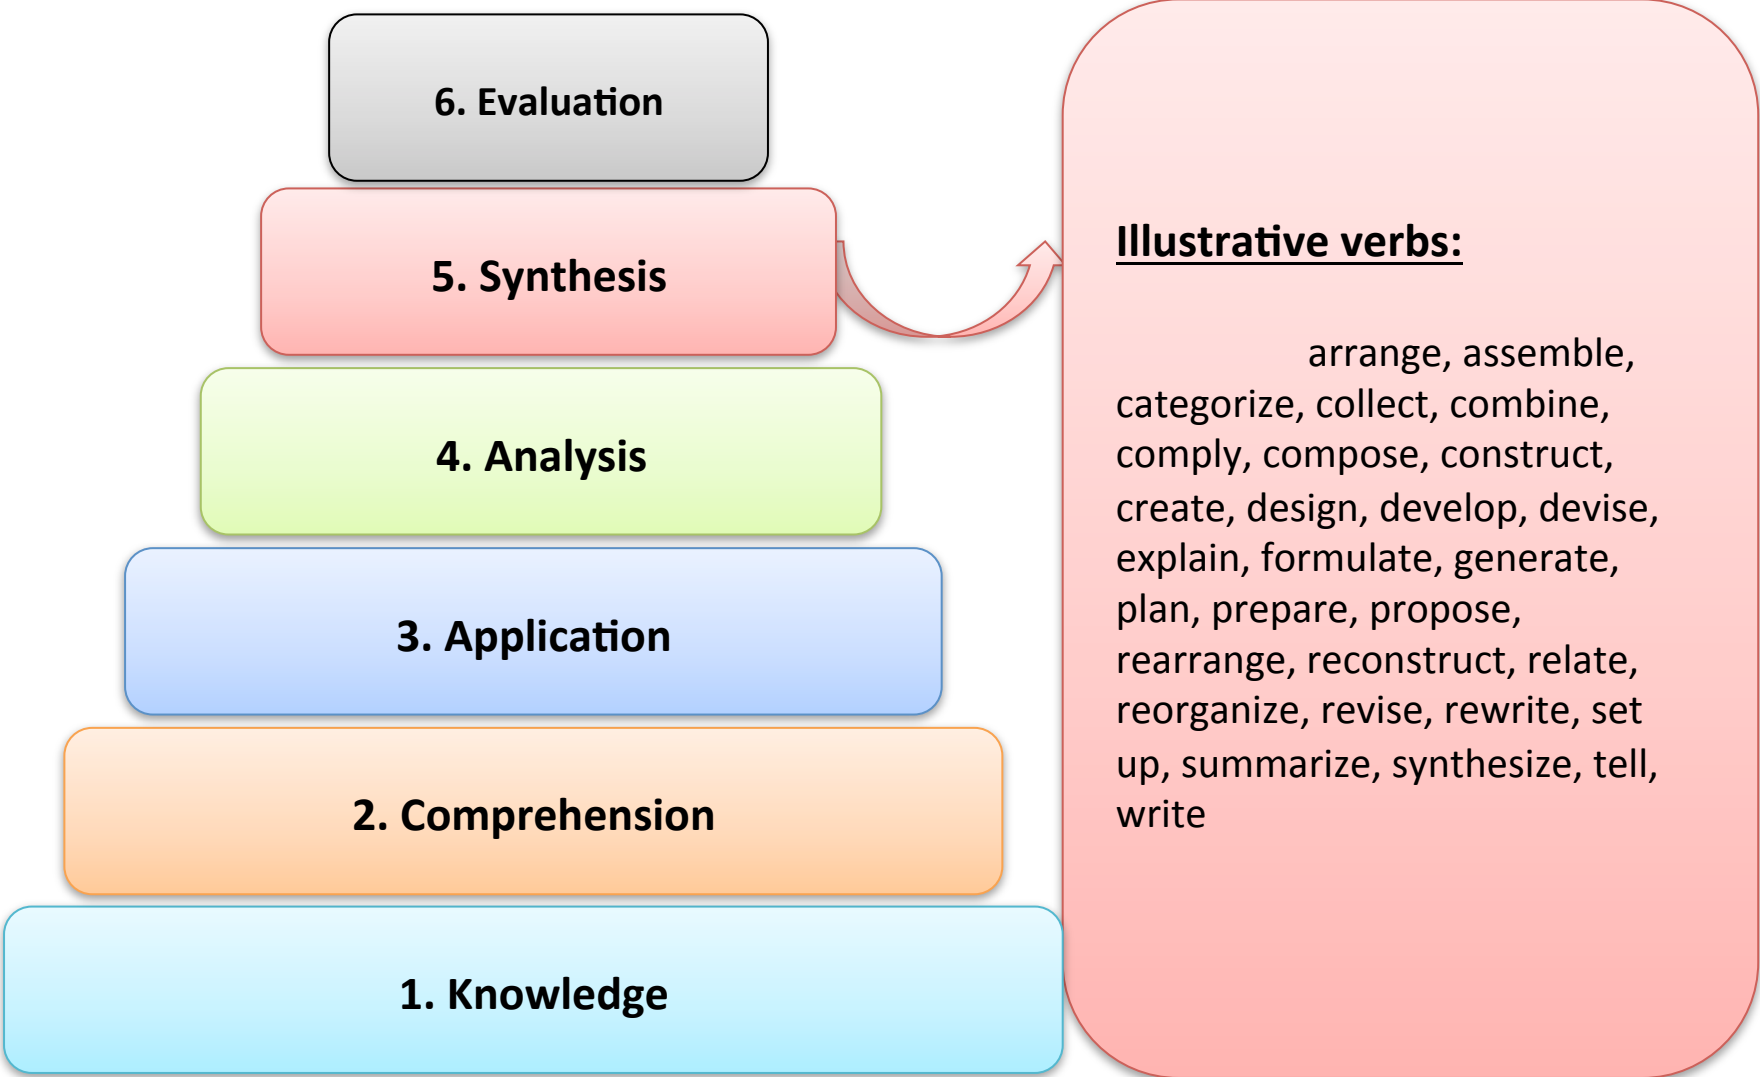 6. Evaluation
5. Synthesis
4. Analysis
3. Application
2. Comprehension
1. Knowledge
Illustrative verbs:
arrange, assemble,
categorize, collect, combine,
comply, compose, construct,
create, design, develop, devise,
explain, formulate, generate,
plan, prepare, propose,
rearrange, reconstruct, relate,
reorganize, revise, rewrite, set
up, summarize, synthesize, tell,
write